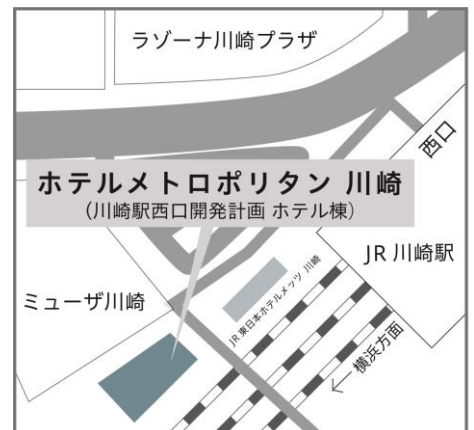 ラゾーナ川崎プラザ
西口
ホテルメトロポリタン 川崎
(川崎駅西口開発計画 ホテル棟)
JR 川崎駅
ミューザ川崎
JR 東日本ホテルメッツ 川崎
横浜方面